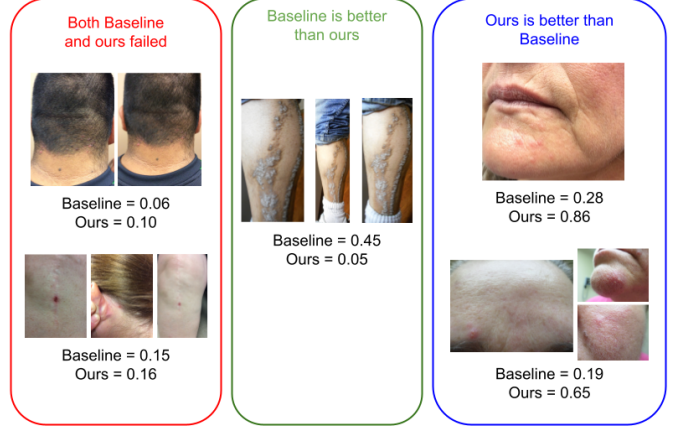 Both Baseline
and ours failed
Baseline = 0.06
Ours = 0.10
Baseline = 0.15
Ours = 0.16
Baseline is better
than ours
Baseline = 0.45
Ours = 0.05
Ours is better than
Baseline
Baseline = 0.28
Ours = 0.86
Baseline = 0.19
Ours = 0.65